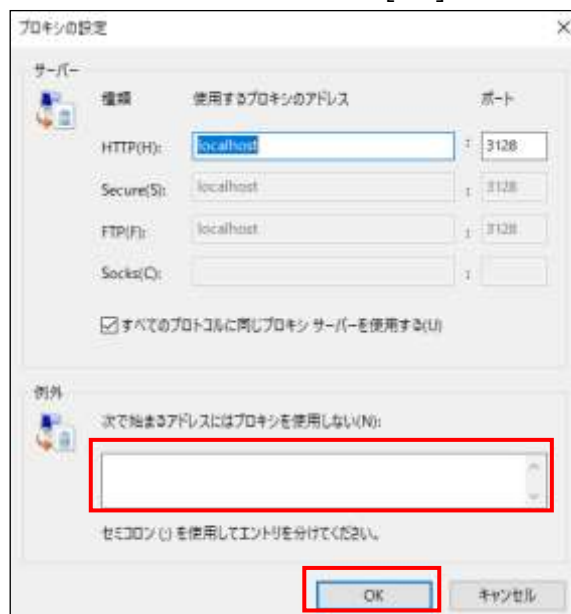 プロキシの設定
サーバー
種類 使用するプロキシのアドレス ポート
HTTP(H): localhost : 3128
Secure(S): localhost : 3128
FTP(F): localhost : 3128
Socks(C): :
すべてのプロトコルに同じプロキシ サーバーを使用する(U)
例外
次で始まるアドレスにはプロキシを使用しない(N):
セミコロン (;) を使用してエントリを分けてください。
OK キャンセル